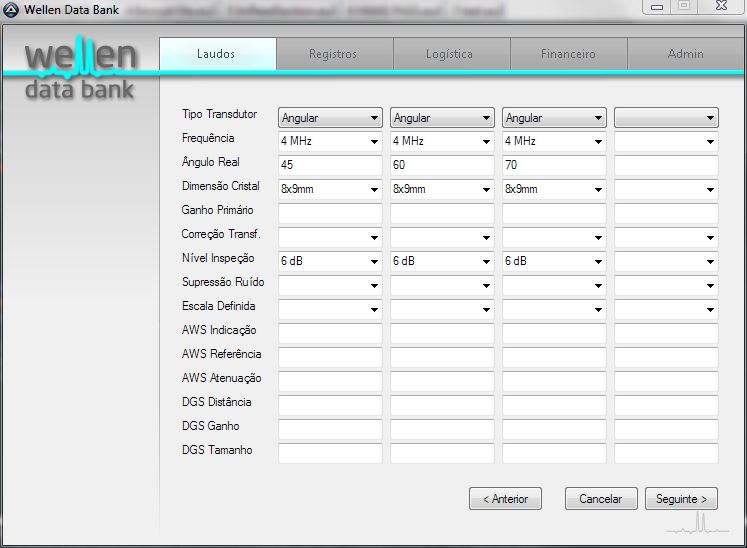 Wellen Data Bank
wellen
data bank
Laudos Registros Logística Financeiro Admin
Tipo Transdutor Angular Angular Angular
Frequência 4 MHz 4 MHz 4 MHz
Ângulo Real 45 60 70
Dimensão Cristal 8x9mm 8x9mm 8x9mm
Ganho Primário
Correção Transf.
Nível Inspeção 6 dB 6 dB 6 dB
Supressão Ruído
Escala Definida
AWS Indicação
AWS Referência
AWS Atenuação
DGS Distância
DGS Ganho
DGS Tamanho
< Anterior Cancelar Seguinte >